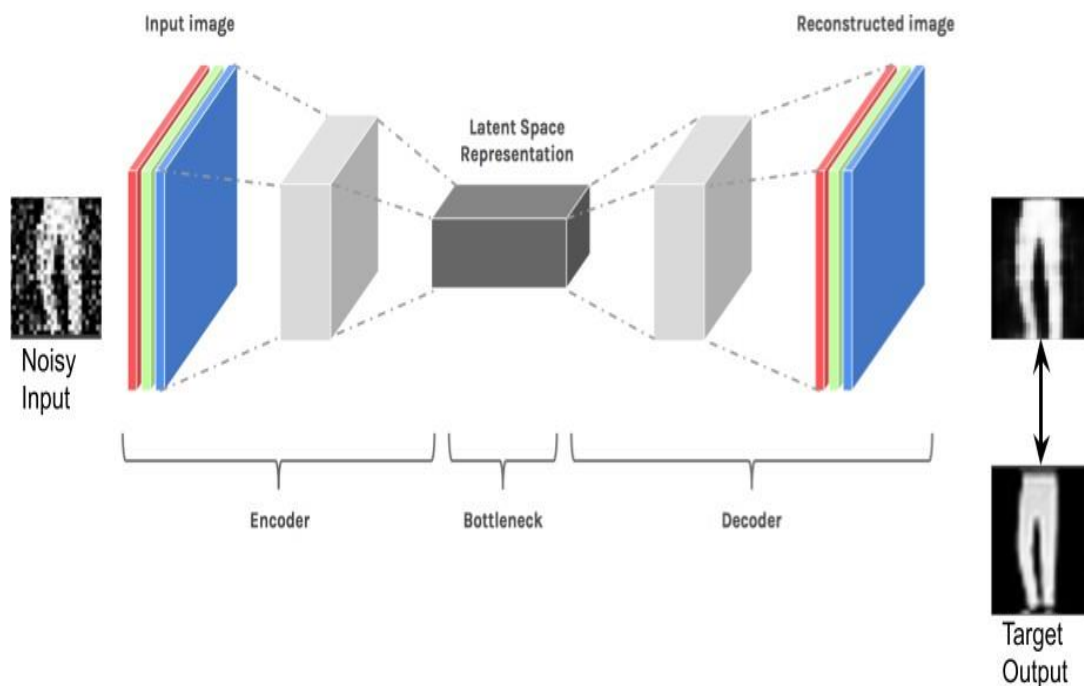 Input image
Reconstructed image
Latent Space
Representation
Noisy
Input
Encoder
Bottleneck
Decoder
Target
Output